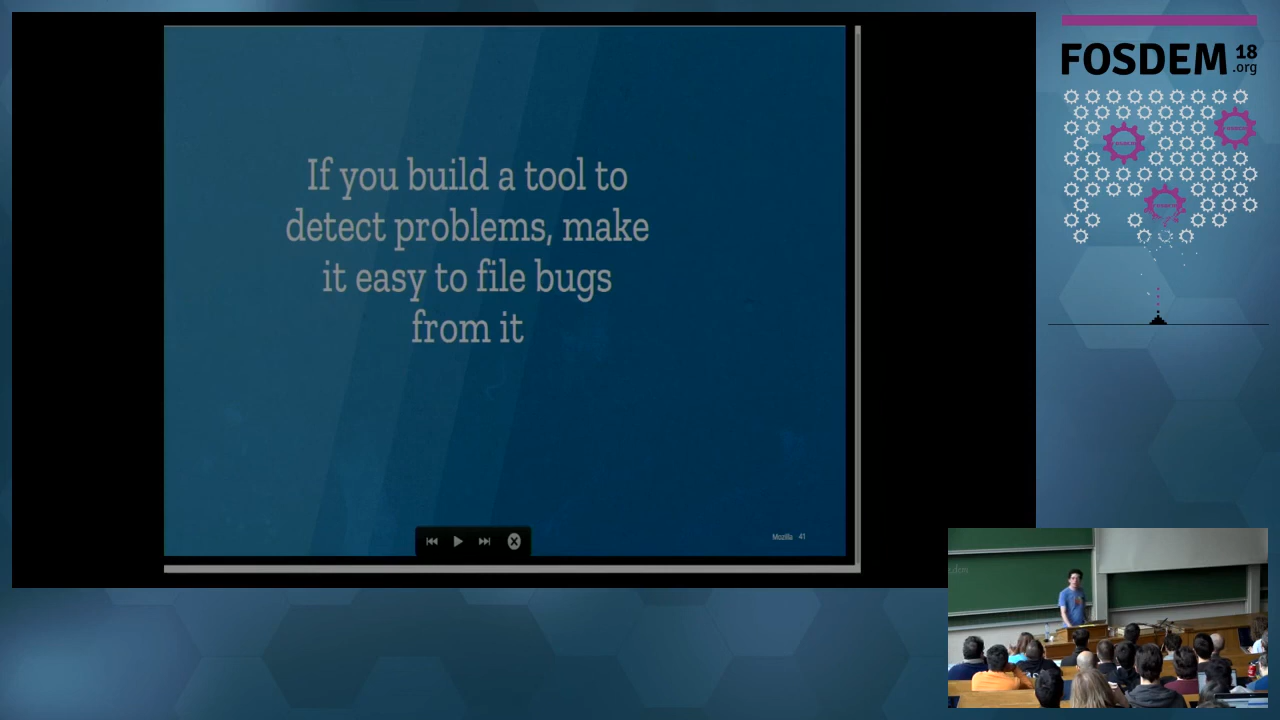 If you build a tool to
detect problems, make
it easy to file bugs
from it
Mozilla 41
FOSDEM 18
.org